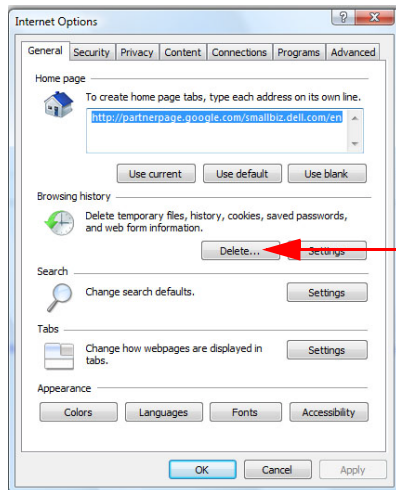 Internet Options
General Security Privacy Content Connections Programs Advanced
Home page
To create home page tabs, type each address on its own line.
http://partnerpage.google.com/smallbiz.dell.com/en
Use current Use default Use blank
Browsing history
Delete temporary files, history, cookies, saved passwords,
and web form information.
Delete... Settings
Search
Change search defaults. Settings
Tabs
Change how webpages are displayed in
tabs. Settings
Appearance
Colors Languages Fonts Accessibility
OK Cancel Apply